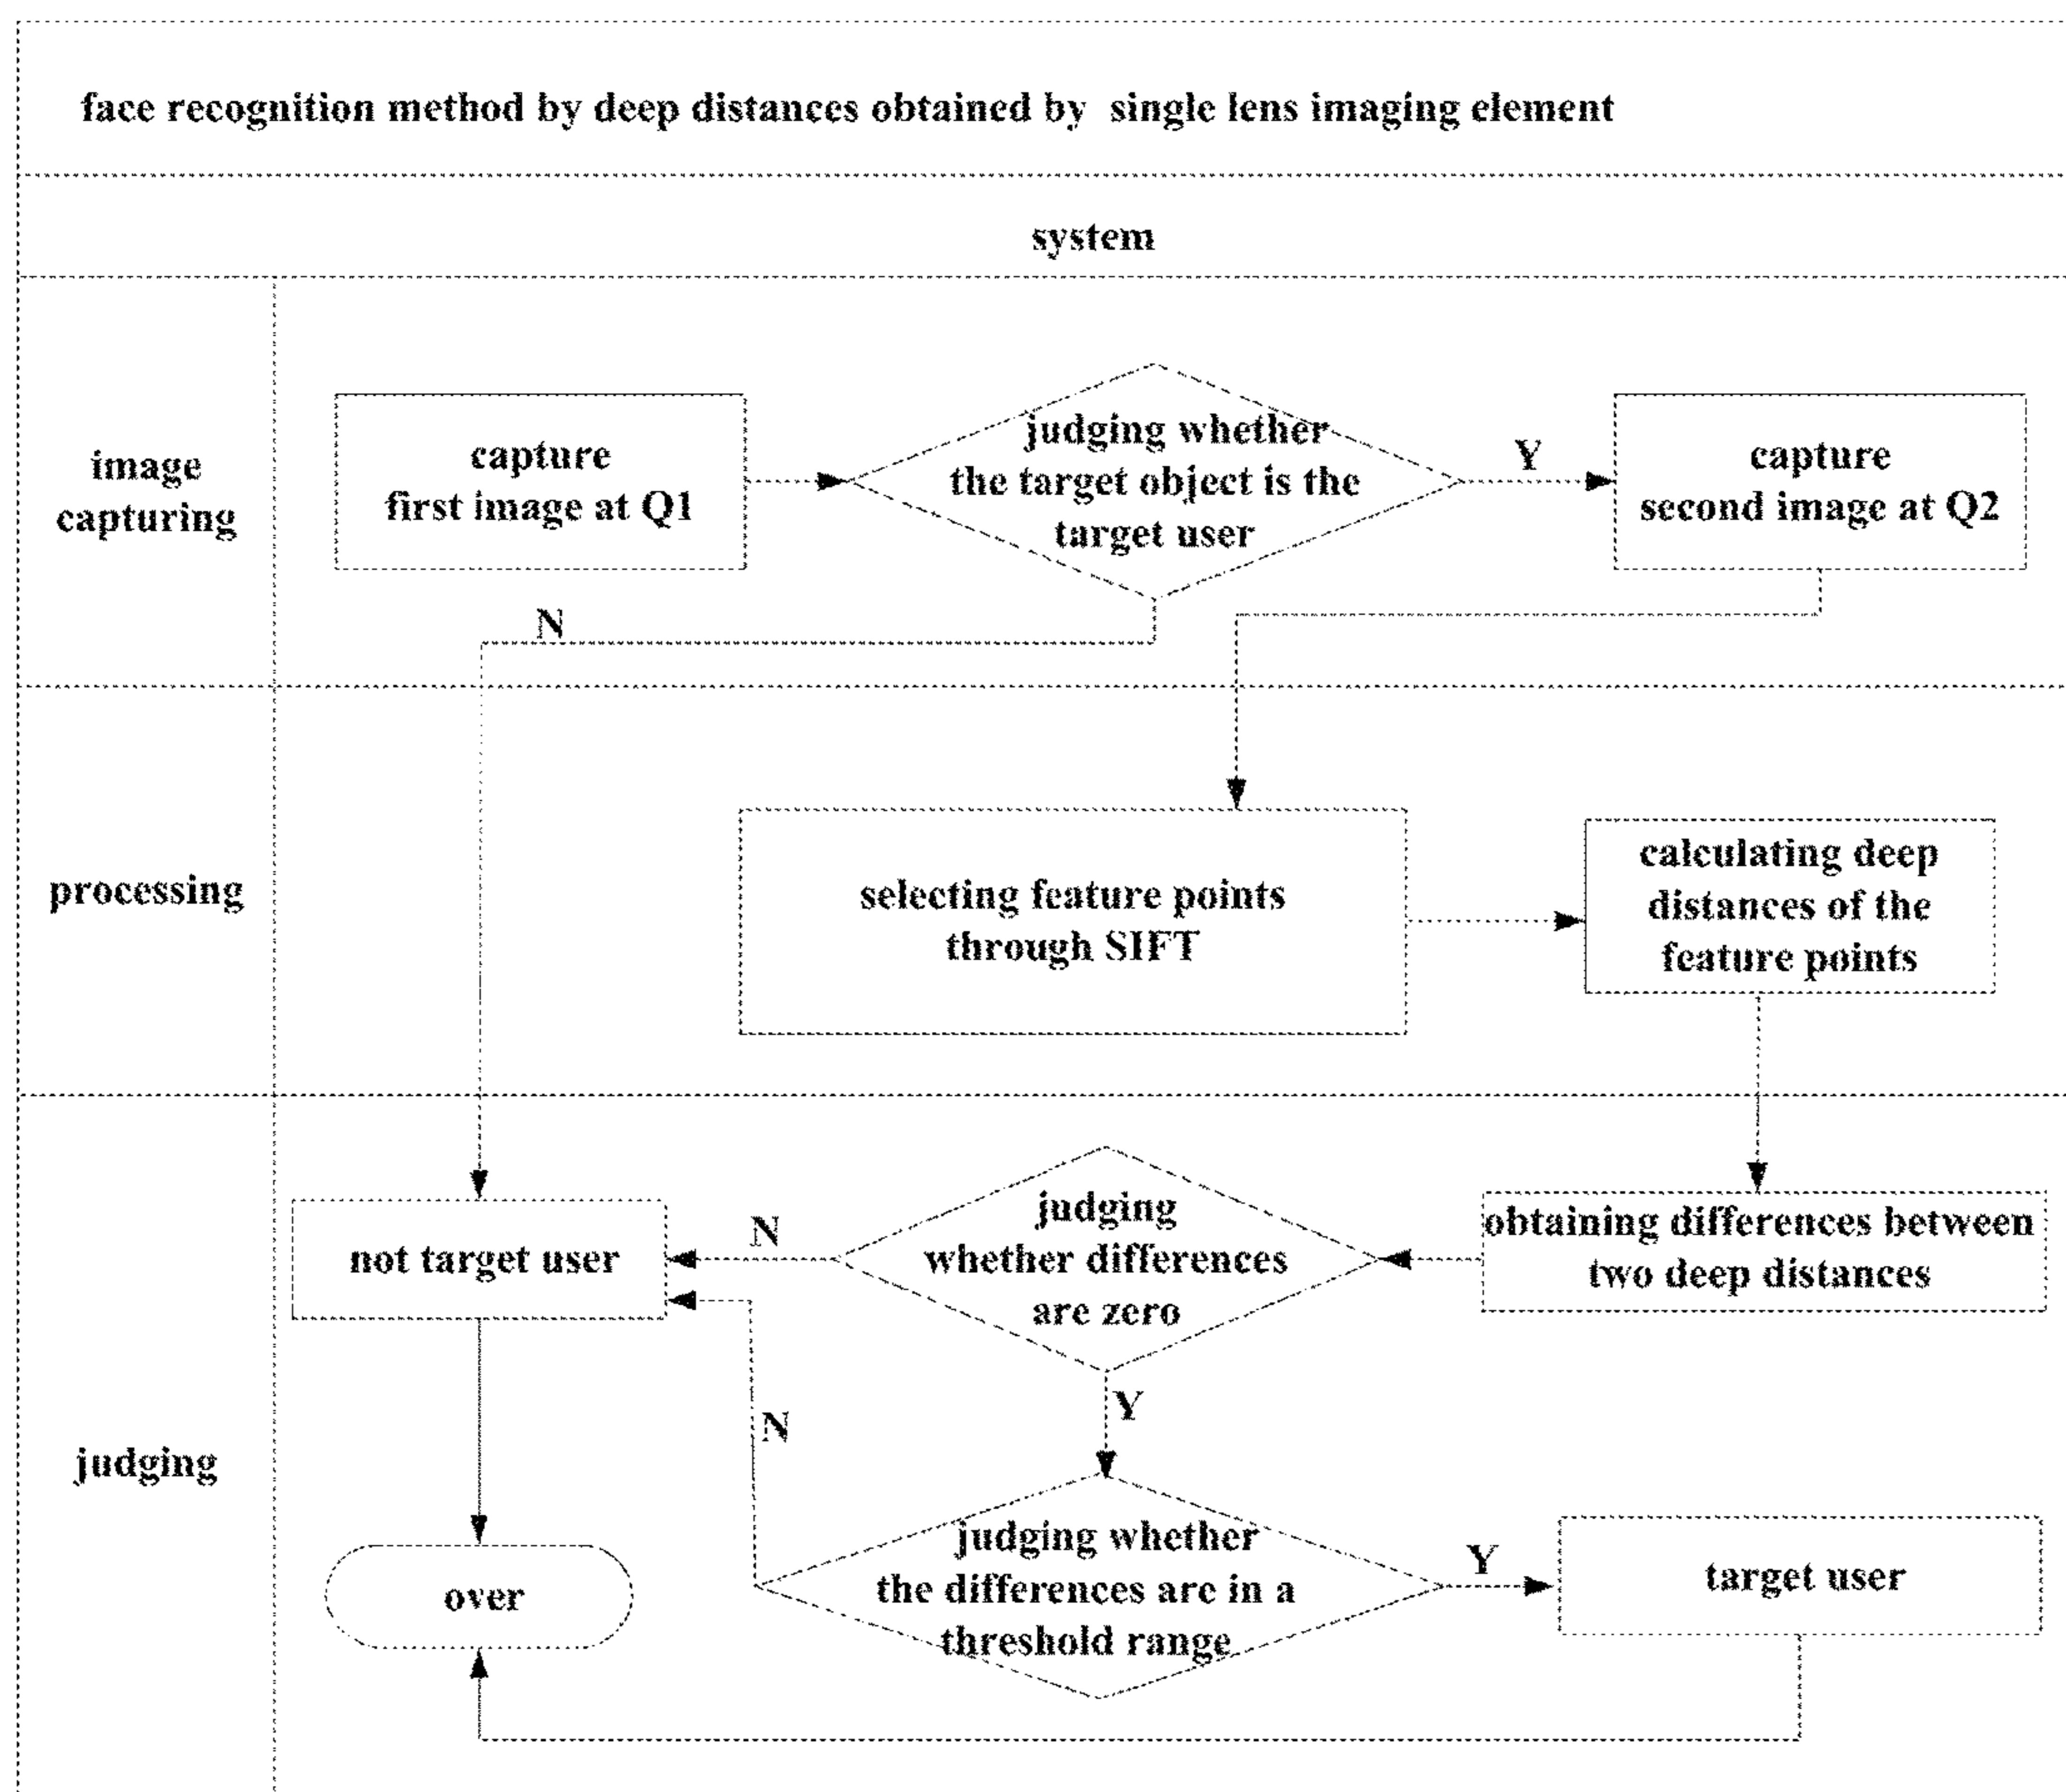 face recognition method by deep distances obtained by single lens imaging element
system
image
capturing
capture
first image at Q1
judging whether
the target object is the
target user
Y
capture
second image at Q2
N
processing
selecting feature points
through SIFT
calculating deep
distances of the
feature points
judging
not target user
N
judging
whether differences
are zero
obtaining differences between
two deep distances
Y
N
over
judging whether
the differences are in a
threshold range
Y
target user